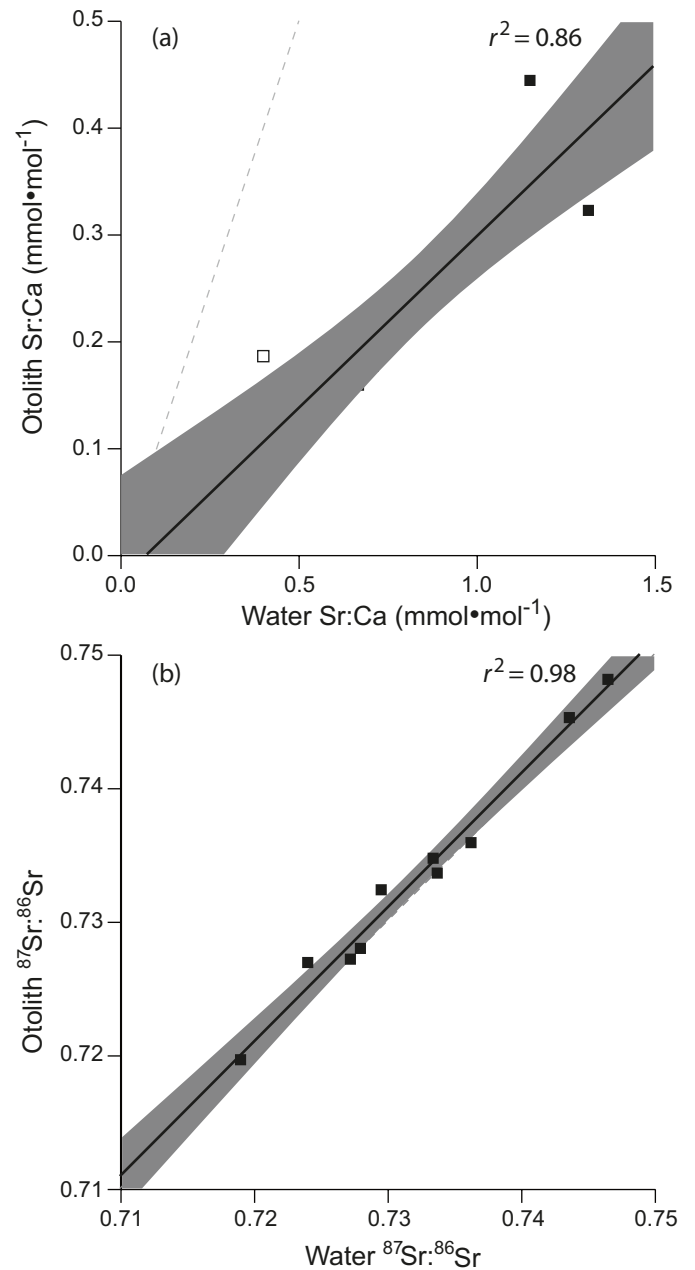 (a)
r² = 0.86
0.5
0.4
0.3
0.2
0.1
0.0
Otolith Sr:Ca (mmol•mol⁻¹)
0.0 0.5 1.0 1.5
Water Sr:Ca (mmol•mol⁻¹)
(b)
r² = 0.98
0.75
0.74
0.73
0.72
0.71
Otolith ⁸⁷Sr:⁸⁶Sr
0.71 0.72 0.73 0.74 0.75
Water ⁸⁷Sr:⁸⁶Sr